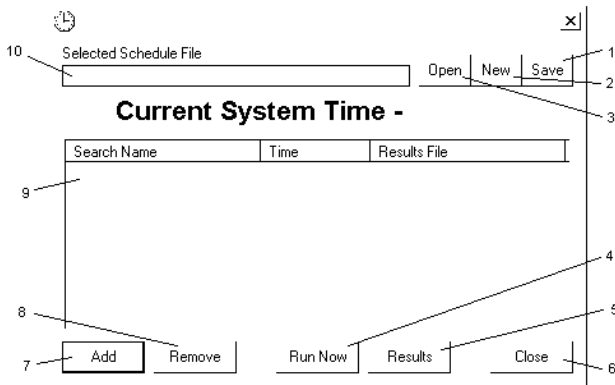 10 Selected Schedule File
1
Open New Save
2
3
Current System Time -
Search Name Time Results File
9
4
8
5
7 Add Remove Run Now Results Close 6